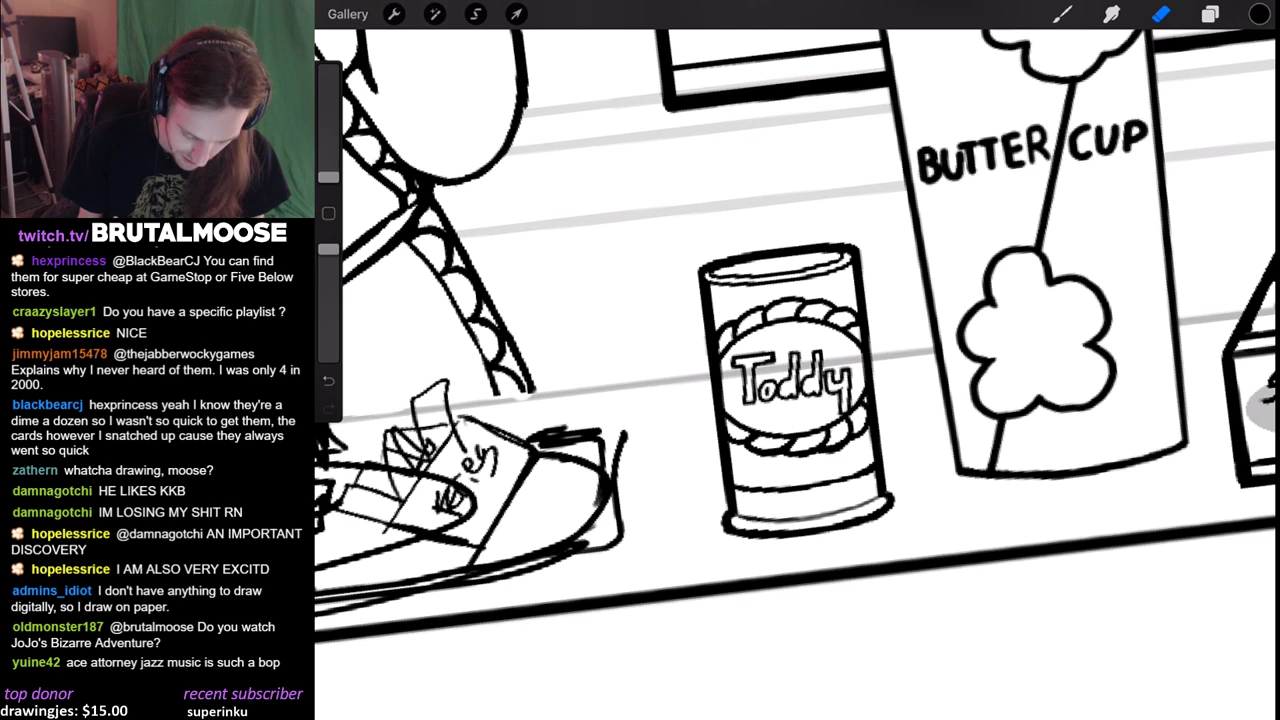 Gallery
BUTTER CUP
Toddy
twitch.tv/BRUTALMOOSE
hexprincess @BlackBearCJ You can find
them for super cheap at GameStop or Five Below
stores.
craazyslayer1 Do you have a specific playlist ?
hopelessrice NICE
jimmyjam15478 @thejabberwockygames
Explains why I never heard of them. I was only 4 in
2000.
blackbearcj hexprincess yeah I know they're a
dime a dozen so I wasn't so quick to get them, the
cards however I snatched up cause they always
went so quick
zathern whatcha drawing, moose?
damnagotchi HE LIKES KKB
damnagotchi IM LOSING MY SHIT RN
hopelessrice @damnagotchi AN IMPORTANT
DISCOVERY
hopelessrice I AM ALSO VERY EXCITD
admins_idiot I don't have anything to draw
digitally, so I draw on paper.
oldmonster187 @brutalmoose Do you watch
JoJo's Bizarre Adventure?
yuine42 ace attorney jazz music is such a bop
top donor
drawingjes: $15.00
recent subscriber
superinku